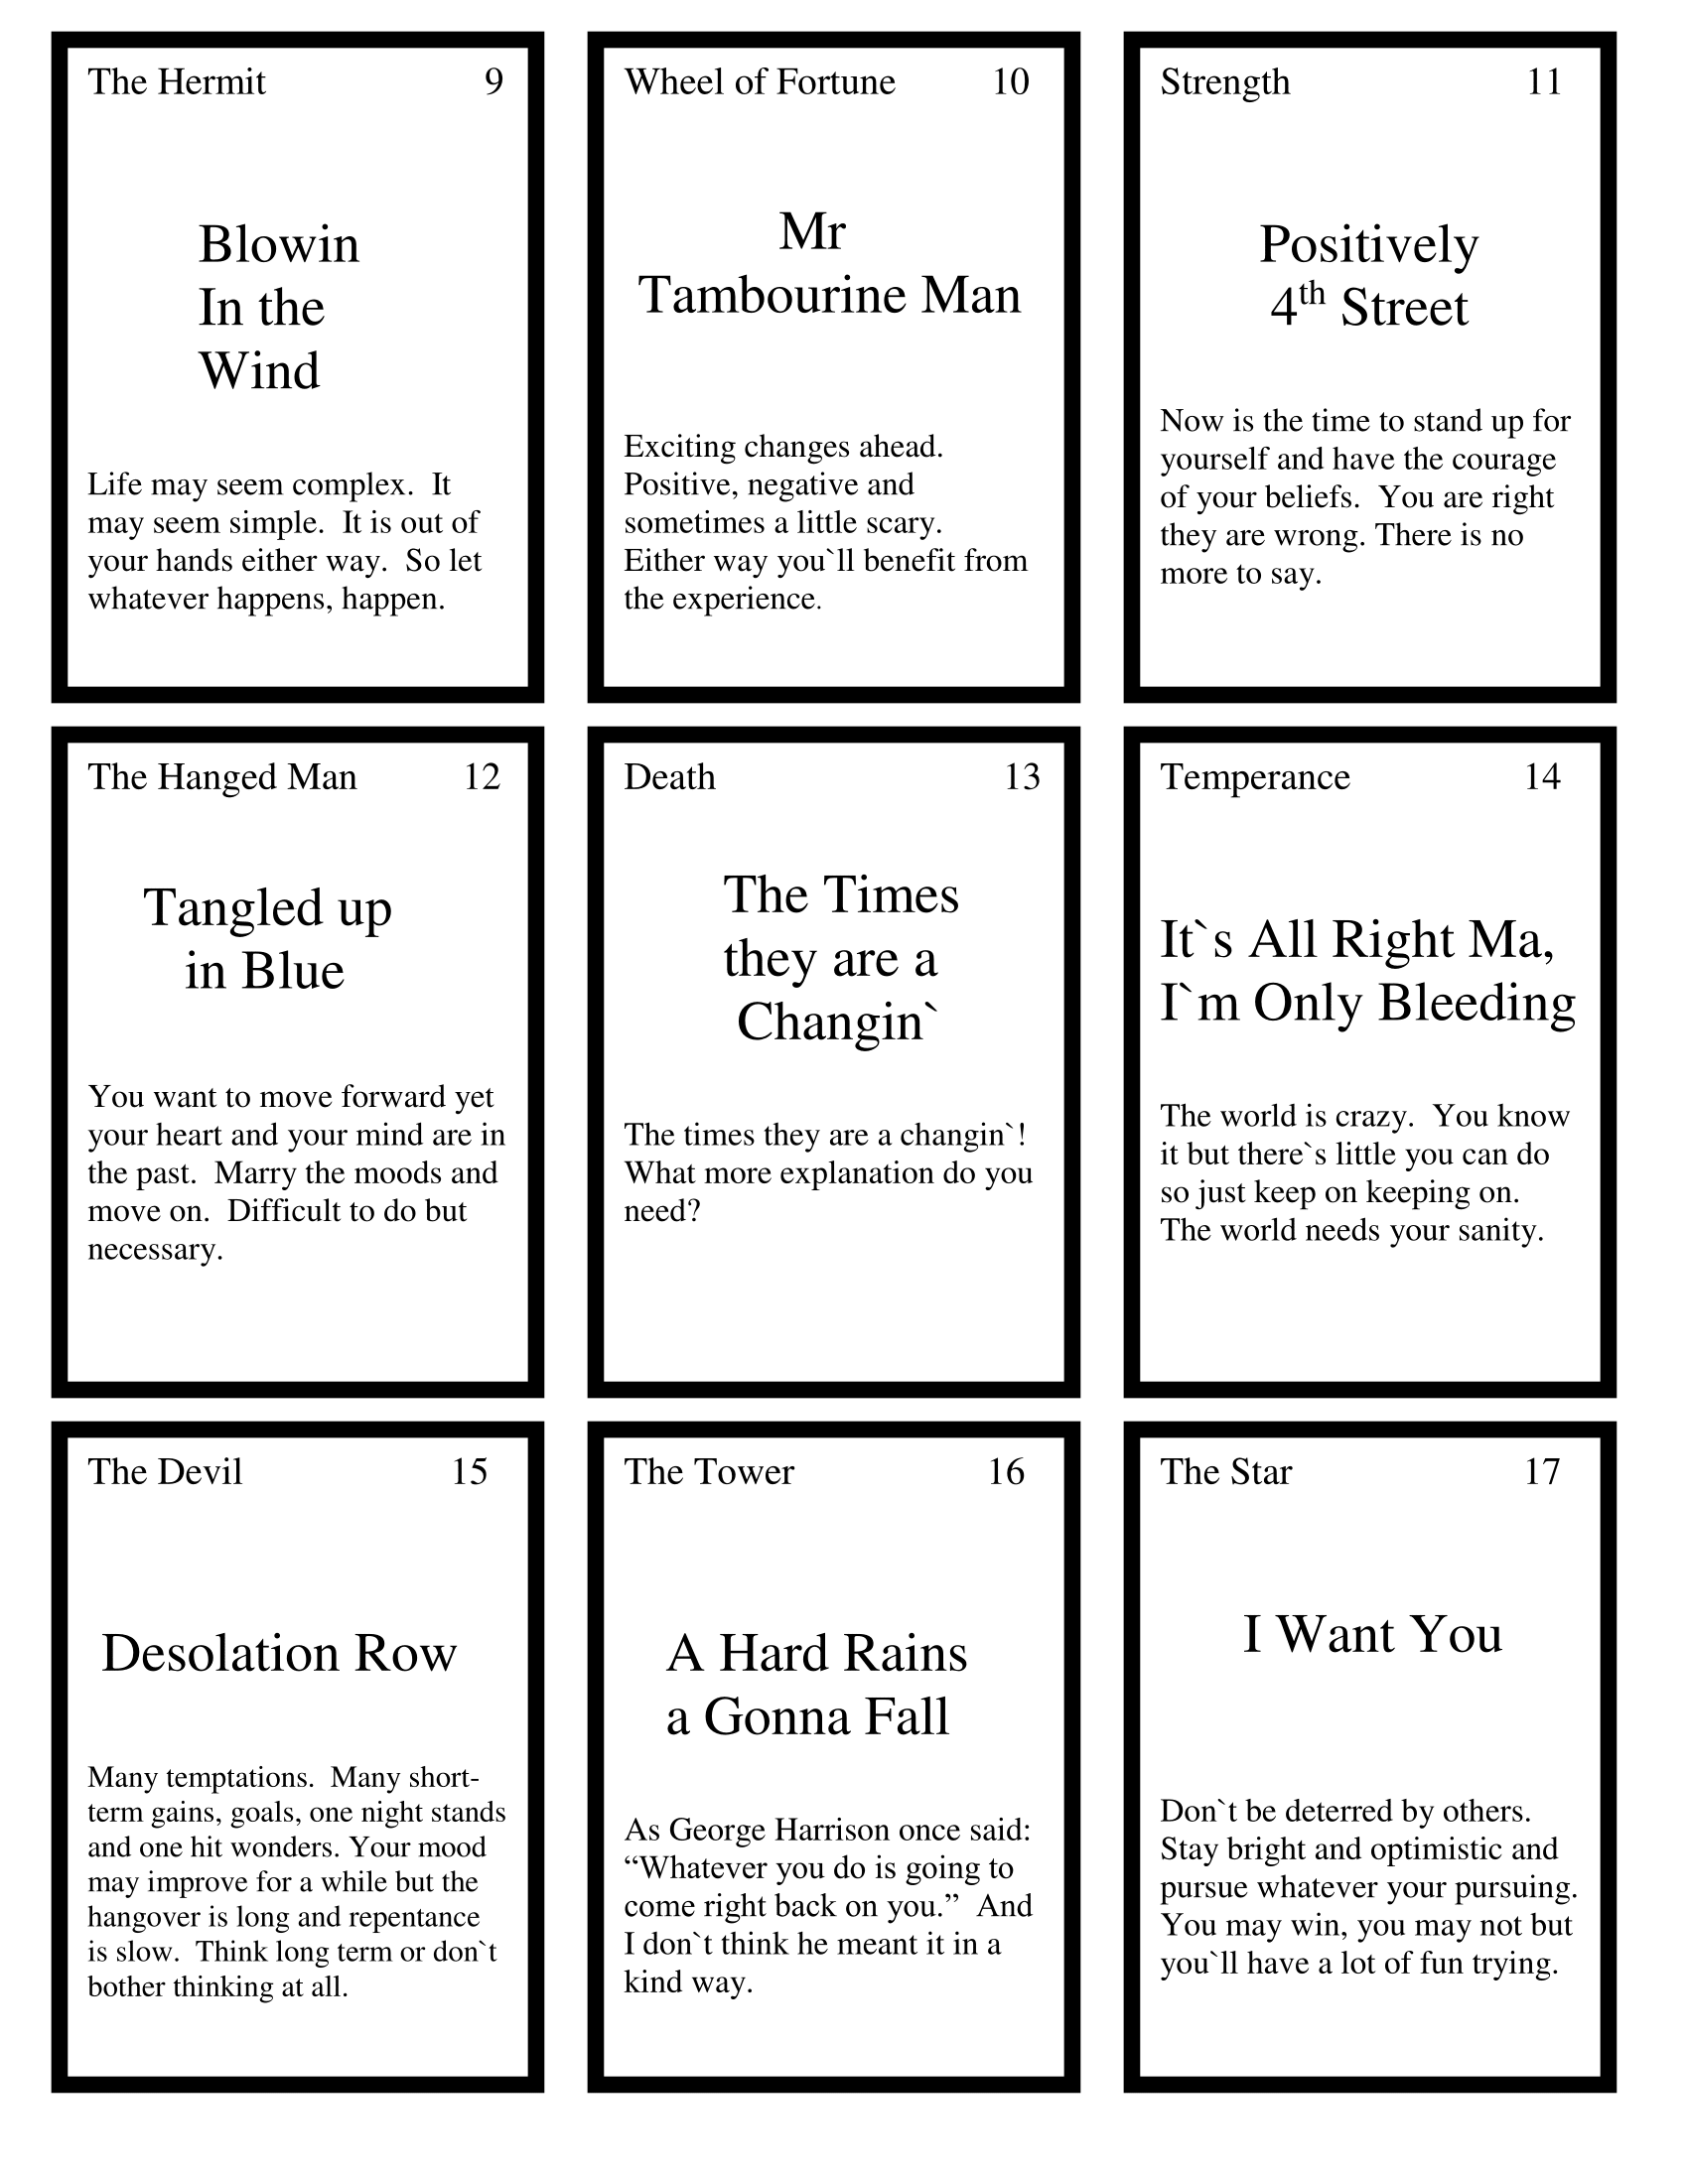 The Hermit 9
Blowin
In the
Wind
Life may seem complex.  It
may seem simple.  It is out of
your hands either way.  So let
whatever happens, happen.
Wheel of Fortune 10
Mr
Tambourine Man
Exciting changes ahead.
Positive, negative and
sometimes a little scary.
Either way you`ll benefit from
the experience.
Strength 11
Positively
4th Street
Now is the time to stand up for
yourself and have the courage
of your beliefs.  You are right
they are wrong. There is no
more to say.
The Hanged Man 12
Tangled up
in Blue
You want to move forward yet
your heart and your mind are in
the past.  Marry the moods and
move on.  Difficult to do but
necessary.
Death 13
The Times
they are a
Changin`
The times they are a changin`!
What more explanation do you
need?
Temperance 14
It`s All Right Ma,
I`m Only Bleeding
The world is crazy.  You know
it but there`s little you can do
so just keep on keeping on.
The world needs your sanity.
The Devil 15
Desolation Row
Many temptations.  Many short-
term gains, goals, one night stands
and one hit wonders. Your mood
may improve for a while but the
hangover is long and repentance
is slow.  Think long term or don`t
bother thinking at all.
The Tower 16
A Hard Rains
a Gonna Fall
As George Harrison once said:
“Whatever you do is going to
come right back on you.”  And
I don`t think he meant it in a
kind way.
The Star 17
I Want You
Don`t be deterred by others.
Stay bright and optimistic and
pursue whatever your pursuing.
You may win, you may not but
you`ll have a lot of fun trying.